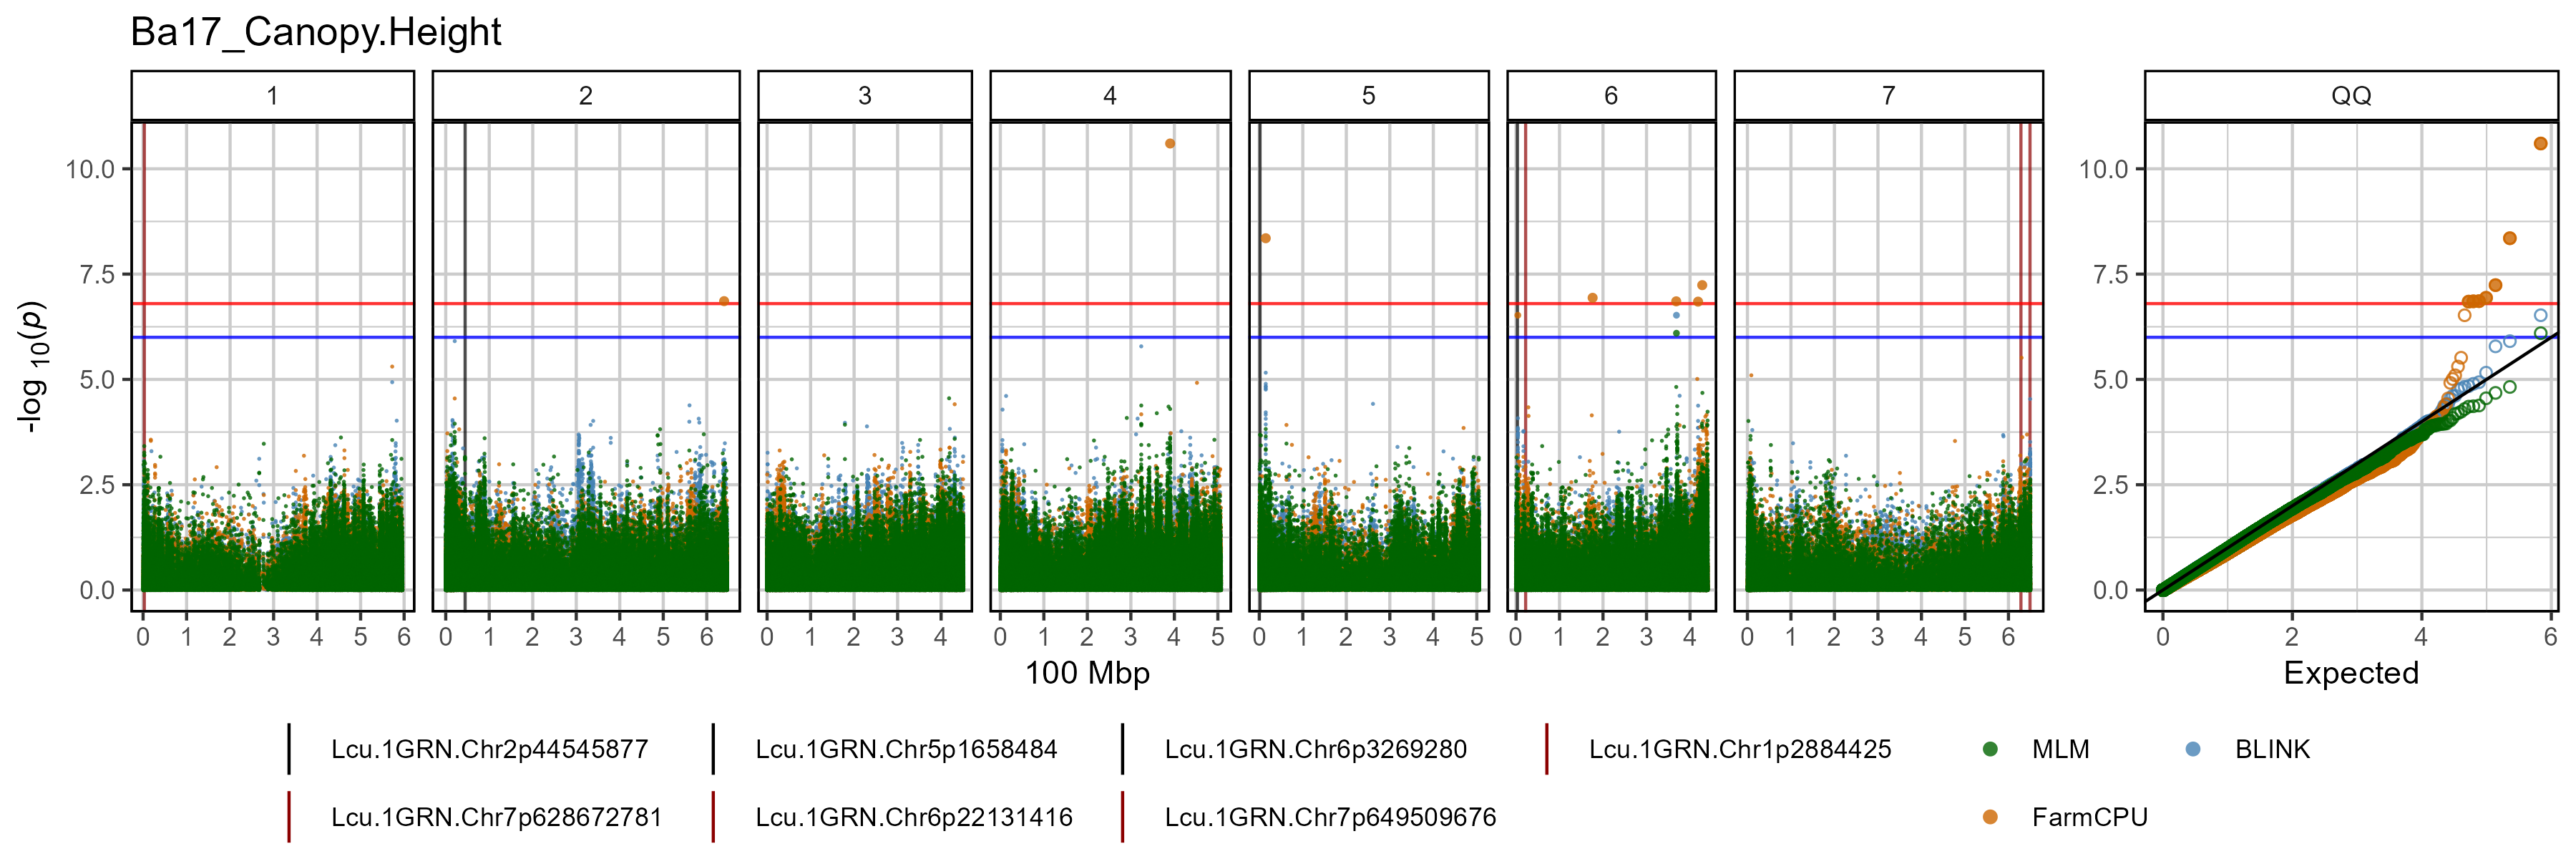 Ba17_Canopy.Height
1 2 3 4 5 6 7 QQ
10.0 10.0
7.5 7.5
5.0 5.0
2.5 2.5
0.0 0.0
-log 10(p)
0 1 2 3 4 5 6 0 1 2 3 4 5 6 0 1 2 3 4 0 1 2 3 4 5 0 1 2 3 4 5 0 1 2 3 4 0 1 2 3 4 5 6 0 2 4 6
100 Mbp Expected
Lcu.1GRN.Chr2p44545877 Lcu.1GRN.Chr5p1658484 Lcu.1GRN.Chr6p3269280 Lcu.1GRN.Chr1p2884425 MLM BLINK
Lcu.1GRN.Chr7p628672781 Lcu.1GRN.Chr6p22131416 Lcu.1GRN.Chr7p649509676 FarmCPU